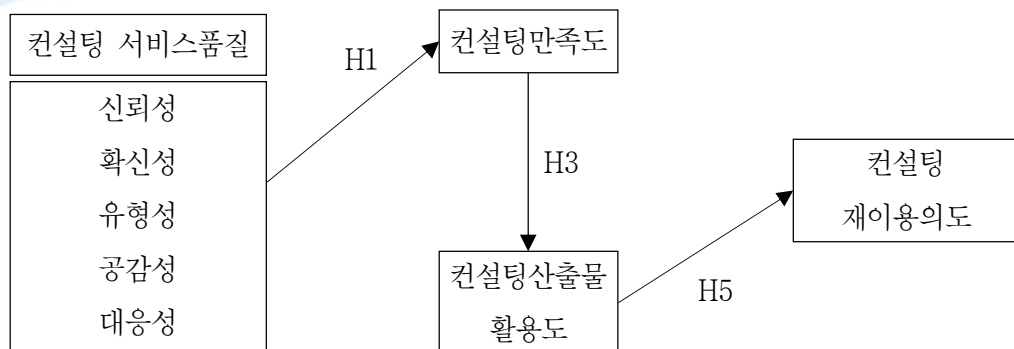 컨설팅 서비스품질
신뢰성
확신성
유형성
공감성
대응성
H1
컨설팅만족도
H3
컨설팅산출물
활용도
H5
컨설팅
재이용의도